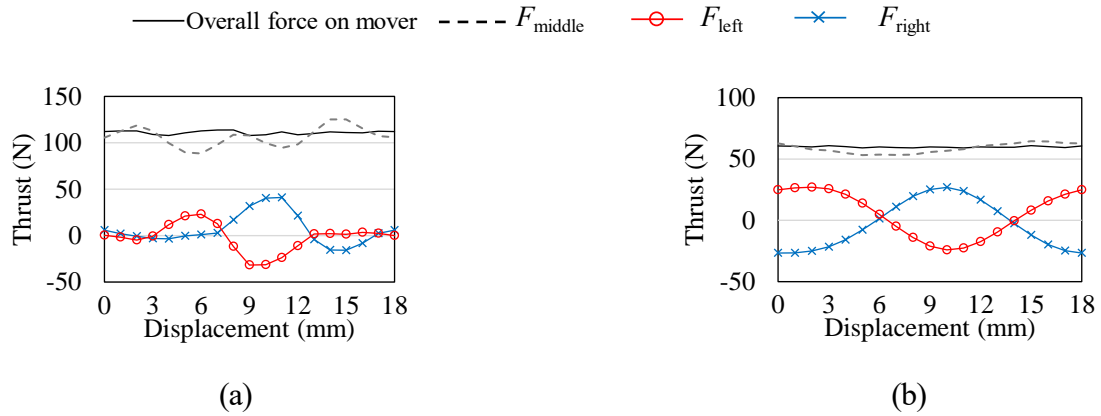 Overall force on mover F_middle F_left F_right
150
100
50
0
-50
Thrust (N)
0 3 6 9 12 15 18
Displacement (mm)
(a)
100
50
0
-50
Thrust (N)
0 3 6 9 12 15 18
Displacement (mm)
(b)